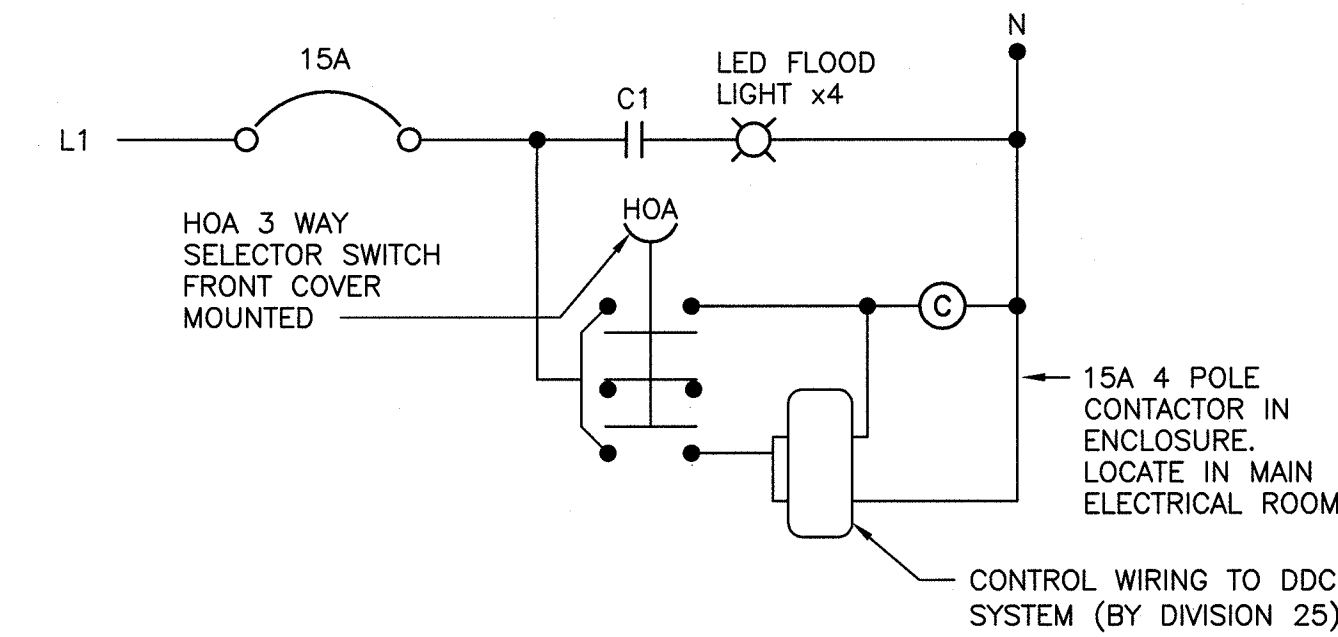 N
15A
LED FLOOD
LIGHT x4
C1
L1
HOA
HOA 3 WAY
SELECTOR SWITCH
FRONT COVER
MOUNTED
C
15A 4 POLE
CONTACTOR IN
ENCLOSURE.
LOCATE IN MAIN
ELECTRICAL ROOM
CONTROL WIRING TO DDC
SYSTEM (BY DIVISION 25)